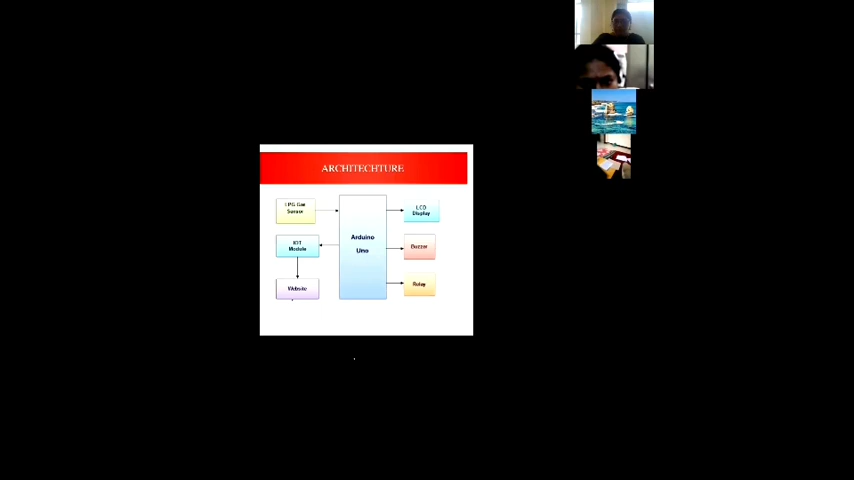 ARCHITECHTURE
LPG Gas
Sensor
LCD
Display
Arduino
Uno
IOT
Module
Buzzer
Relay
Website